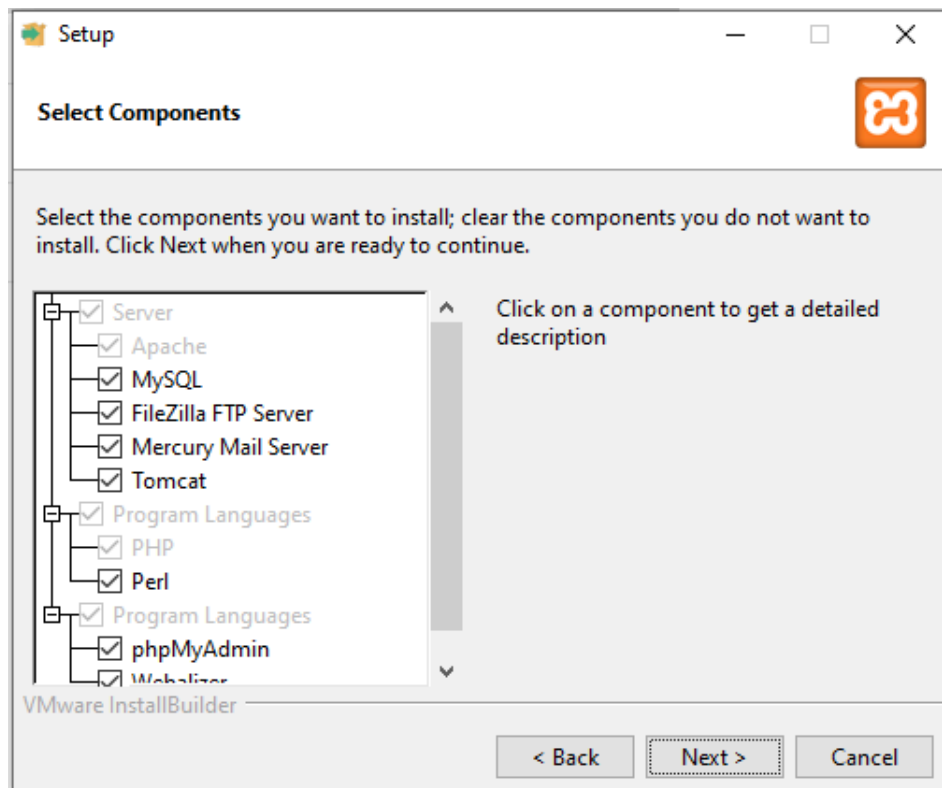 Setup
Select Components
Select the components you want to install; clear the components you do not want to
install. Click Next when you are ready to continue.
Server
Apache
MySQL
FileZilla FTP Server
Mercury Mail Server
Tomcat
Program Languages
PHP
Perl
Program Languages
phpMyAdmin
Webalizer
Click on a component to get a detailed
description
VMware InstallBuilder
< Back
Next >
Cancel